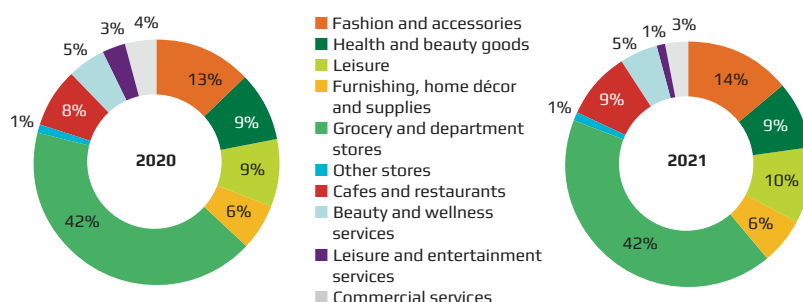 4%
3%
5%
13%
8%
9%
1%
2020
9%
6%
42%
Fashion and accessories
Health and beauty goods
Leisure
Furnishing, home décor
and supplies
Grocery and department
stores
Other stores
Cafes and restaurants
Beauty and wellness
services
Leisure and entertainment
services
Commercial services
3%
1%
5%
14%
9%
9%
1%
2021
10%
6%
42%